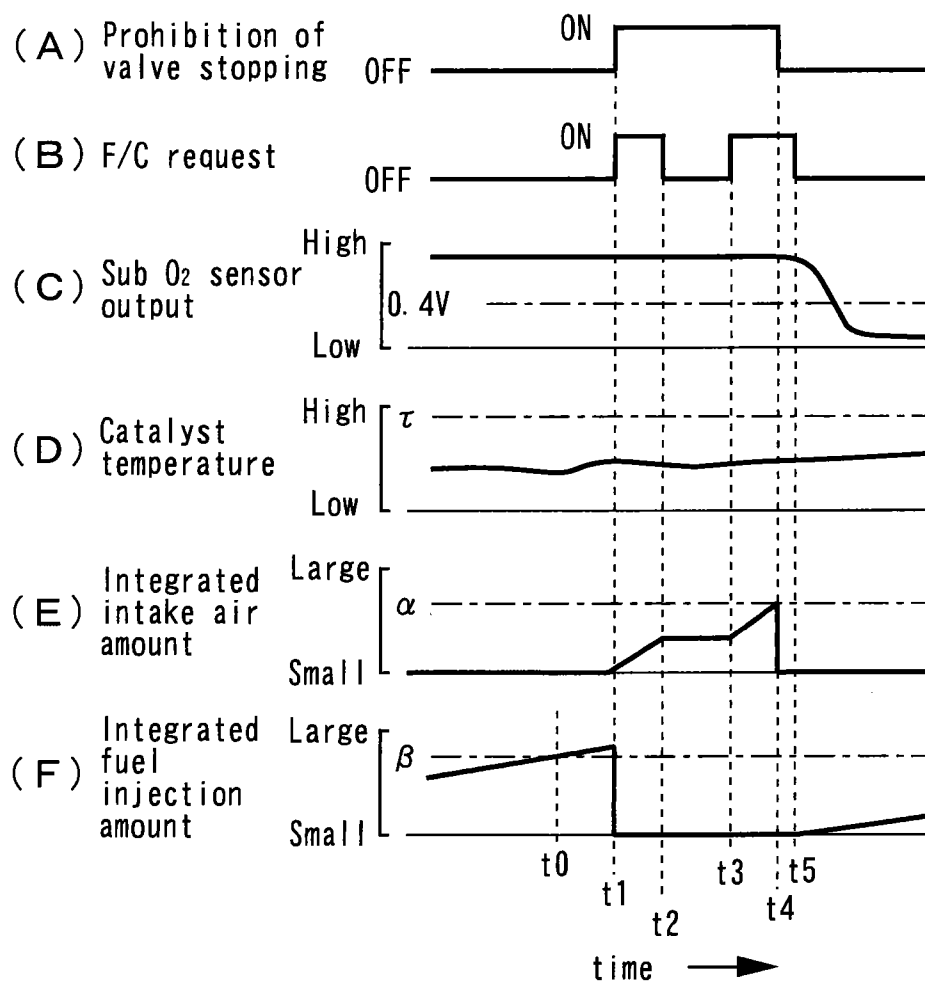 (A) Prohibition of
valve stopping
ON
OFF
(B) F/C request
ON
OFF
(C) Sub O₂ sensor
output
High
0.4V
Low
(D) Catalyst
temperature
High
τ
Low
(E) Integrated
intake air
amount
Large
α
Small
(F) Integrated
fuel
injection
amount
Large
β
Small
t0
t1
t2
t3
t4
t5
time